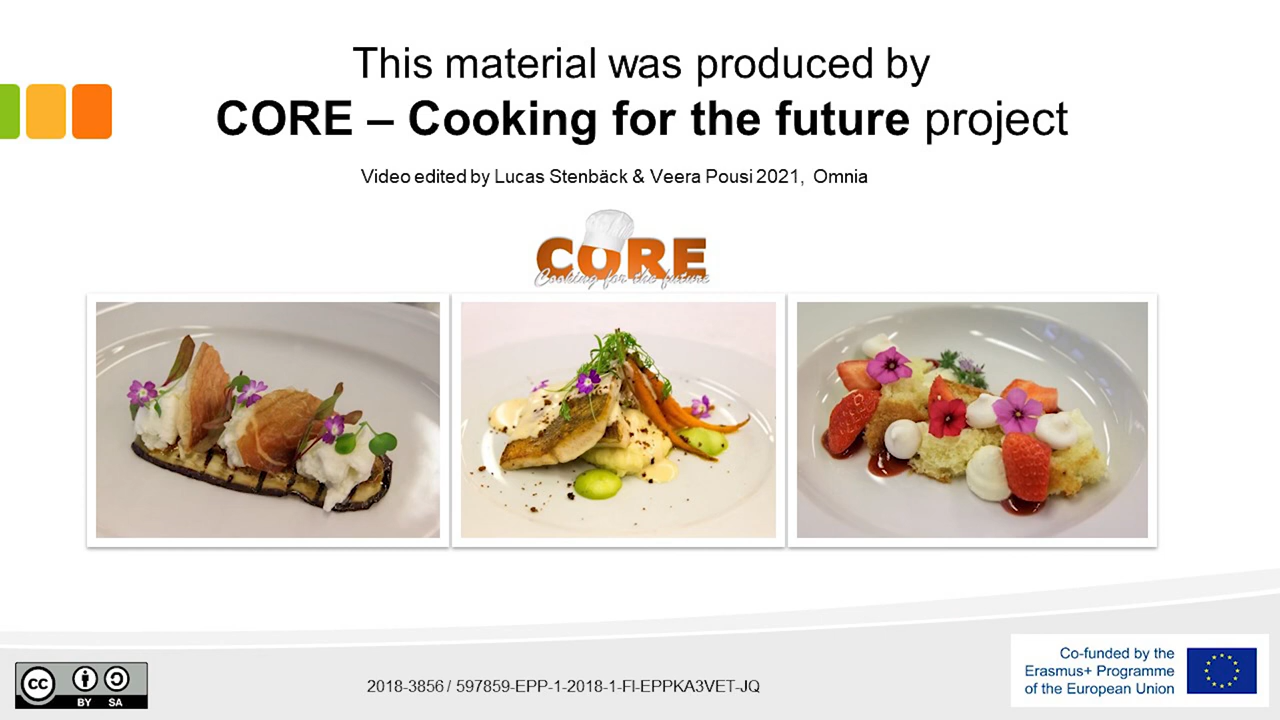 This material was produced by
CORE – Cooking for the future project
Video edited by Lucas Stenbäck & Veera Pousi 2021, Omnia
CORE
Cooking for the future
cc BY SA
2018-3856 / 597859-EPP-1-2018-1-FI-EPPKA3VET-JQ
Co-funded by the
Erasmus+ Programme
of the European Union